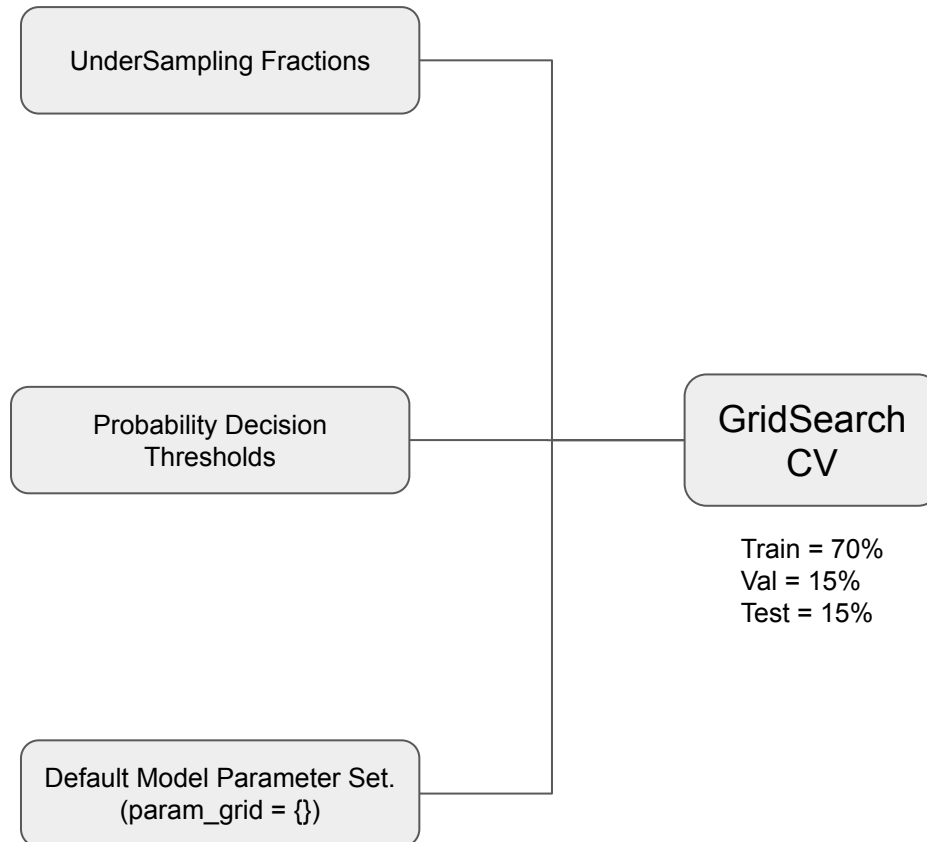 UnderSampling Fractions
Probability Decision
Thresholds
GridSearch
CV
Train = 70%
Val = 15%
Test = 15%
Default Model Parameter Set.
(param_grid = {})